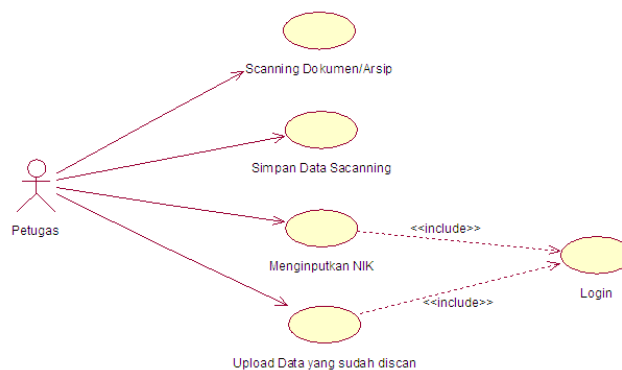 Scanning Dokumen/Arsip
Simpan Data Sacanning
Petugas
<<include>>
Menginputkan NIK
Login
<<include>>
Upload Data yang sudah discan